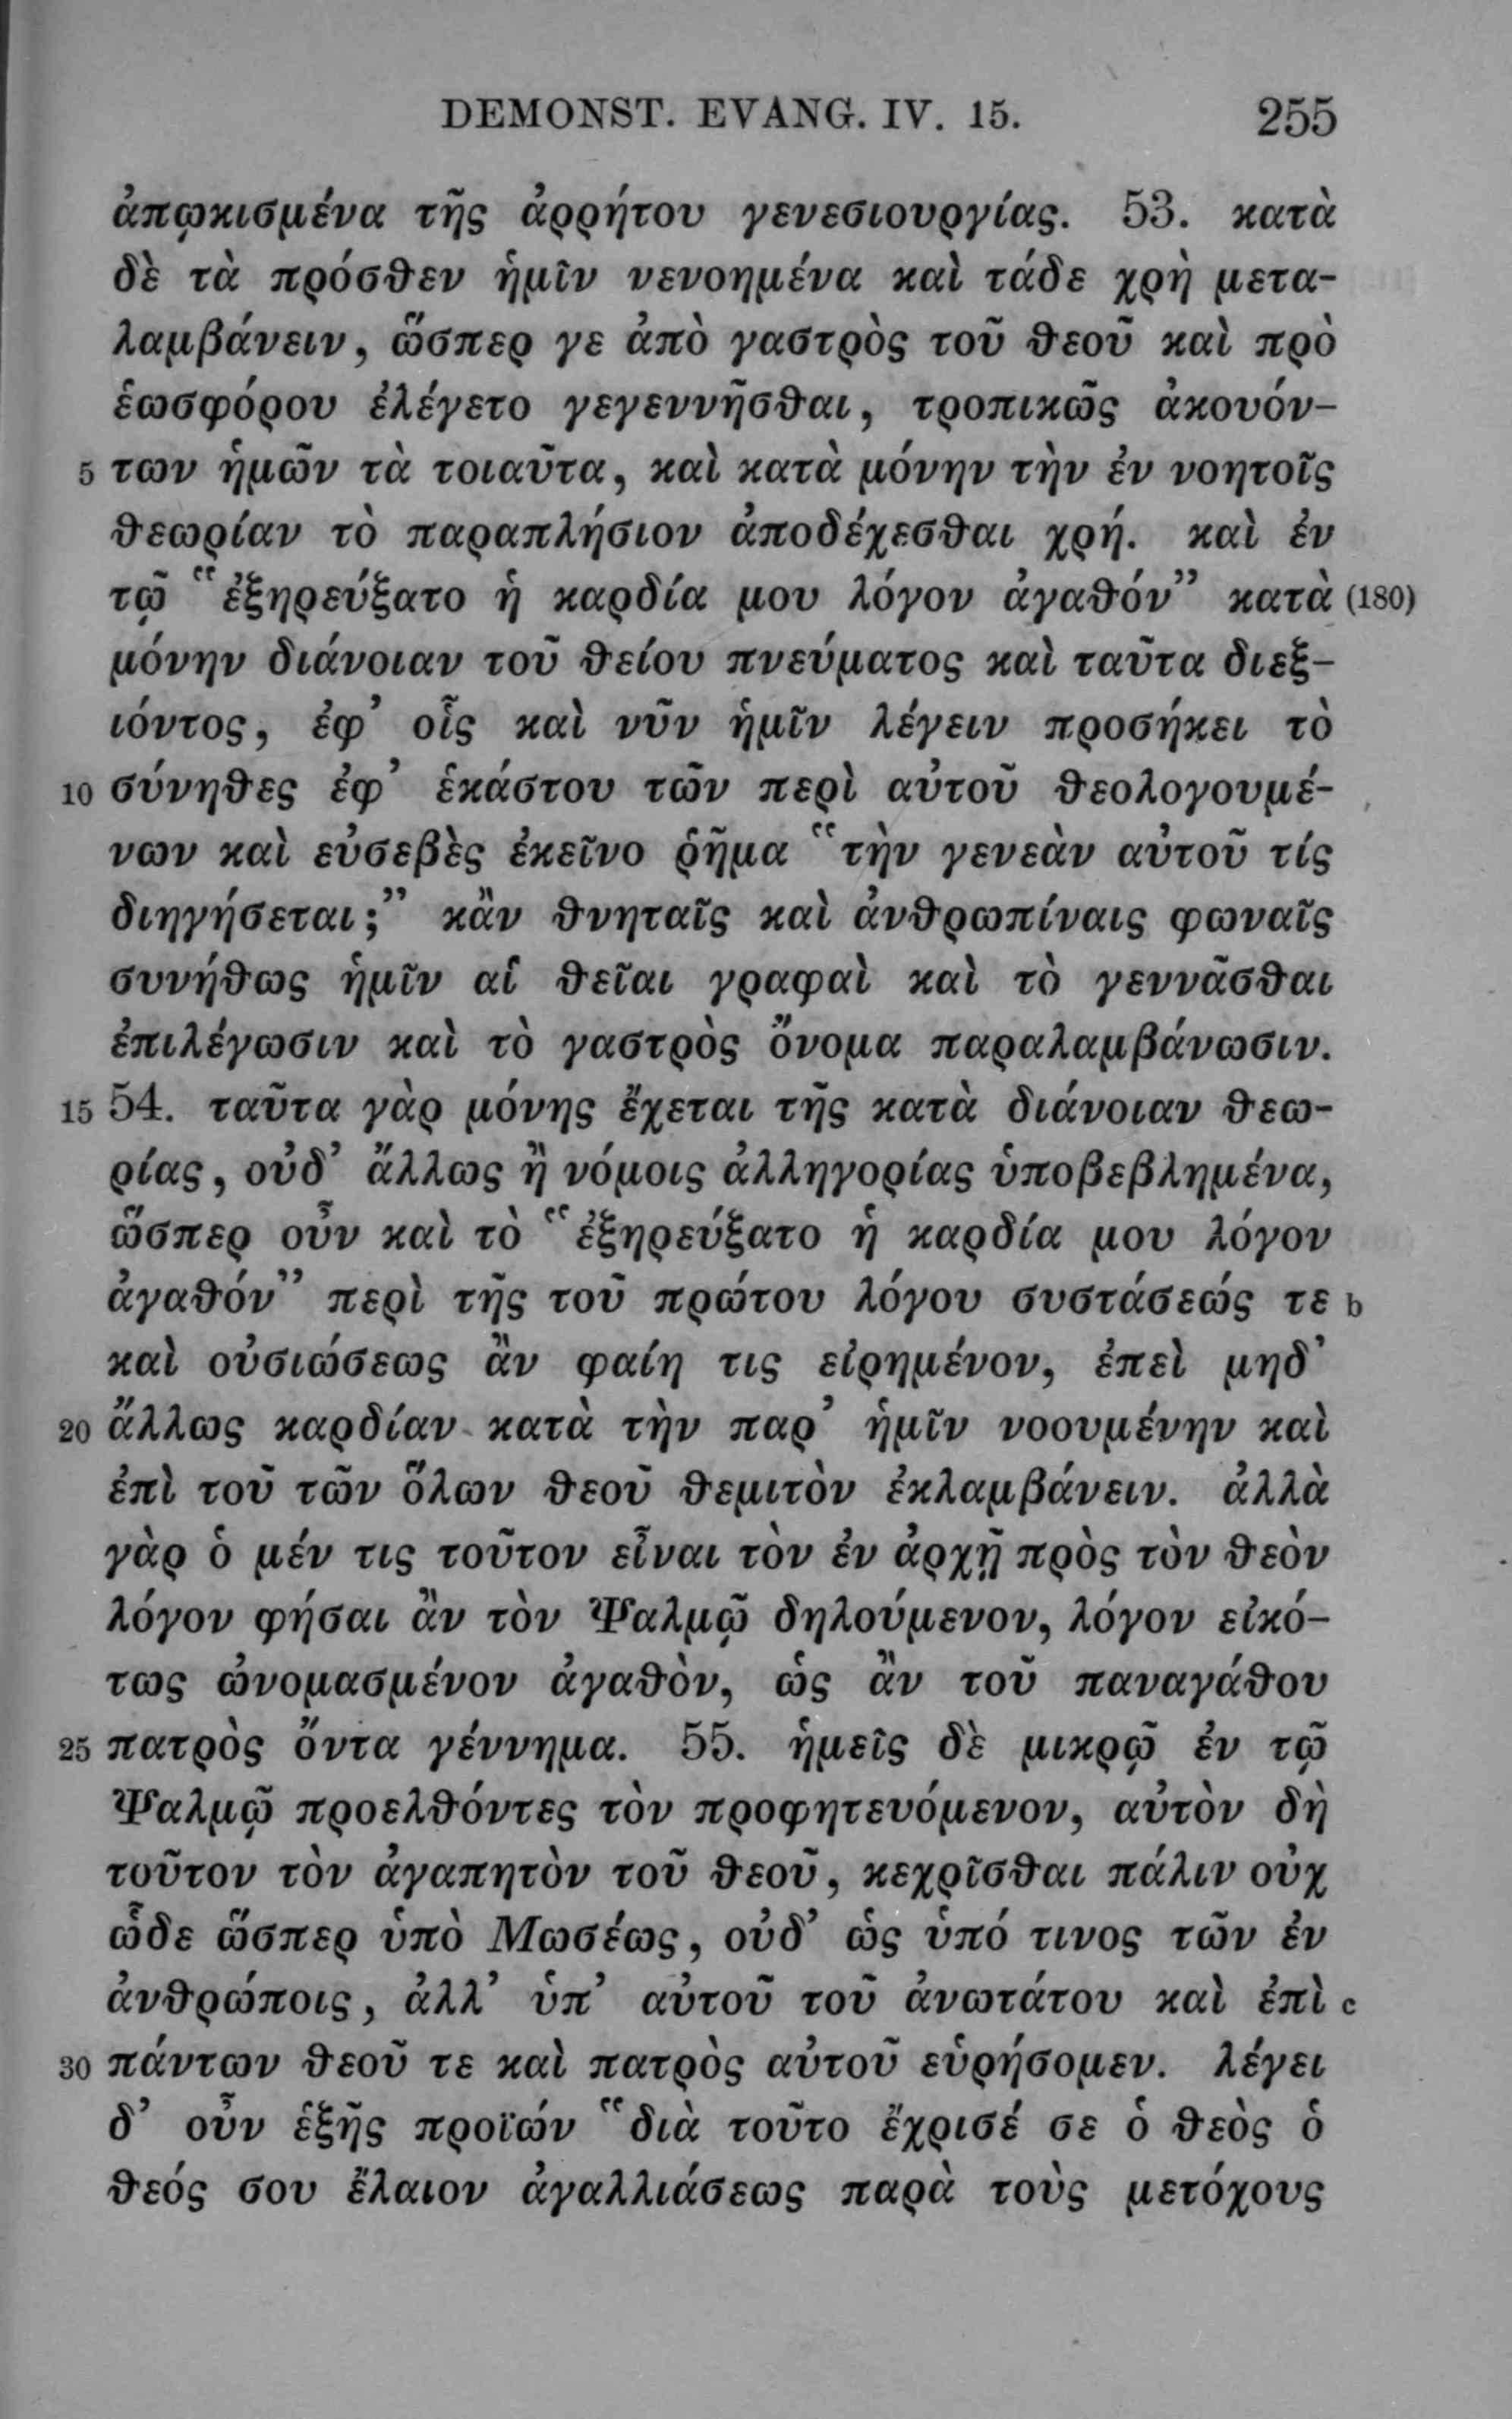 DEMONST. EVANG. IV. 15. 255
ἀπῳκισμένα τῆς ἀρρήτου γενεσιουργίας. 53. κατὰ
δὲ τὰ πρόσθεν ἡμῖν νενοημένα καὶ τάδε χρὴ μετα-
λαμβάνειν, ὥσπερ γε ἀπὸ γαστρὸς τοῦ θεοῦ καὶ πρὸ
ἑωσφόρου ἐλέγετο γεγεννῆσθαι, τροπικῶς ἀκουόν-
5 των ἡμῶν τὰ τοιαῦτα, καὶ κατὰ μόνην τὴν ἐν νοητοῖς
θεωρίαν τὸ παραπλήσιον ἀποδέχεσθαι χρή. καὶ ἐν
τῷ “ἐξηρεύξατο ἡ καρδία μου λόγον ἀγαθόν” κατὰ (180)
μόνην διάνοιαν τοῦ θείου πνεύματος καὶ ταῦτα διεξ-
ιόντος, ἐφ’ οἷς καὶ νῦν ἡμῖν λέγειν προσήκει τὸ
10 σύνηθες ἐφ’ ἑκάστου τῶν περὶ αὐτοῦ θεολογουμέ-
νων καὶ εὐσεβὲς ἐκεῖνο ῥῆμα “τὴν γενεὰν αὐτοῦ τίς
διηγήσεται;” κἂν θνηταῖς καὶ ἀνθρωπίναις φωναῖς
συνήθως ἡμῖν αἱ θεῖαι γραφαὶ καὶ τὸ γεννᾶσθαι
ἐπιλέγωσιν καὶ τὸ γαστρὸς ὄνομα παραλαμβάνωσιν.
15 54. ταῦτα γὰρ μόνης ἔχεται τῆς κατὰ διάνοιαν θεω-
ρίας, οὐδ’ ἄλλως ἢ νόμοις ἀλληγορίας ὑποβεβλημένα,
ὥσπερ οὖν καὶ τὸ “ἐξηρεύξατο ἡ καρδία μου λόγον
ἀγαθόν” περὶ τῆς τοῦ πρώτου λόγου συστάσεώς τε b
καὶ οὐσιώσεως ἂν φαίη τις εἰρημένον, ἐπεὶ μηδ’
20 ἄλλως καρδίαν κατὰ τὴν παρ’ ἡμῖν νοουμένην καὶ
ἐπὶ τοῦ τῶν ὅλων θεοῦ θεμιτὸν ἐκλαμβάνειν. ἀλλὰ
γὰρ ὁ μέν τις τοῦτον εἶναι τὸν ἐν ἀρχῇ πρὸς τὸν θεὸν
λόγον φήσαι ἂν τὸν Ψαλμῷ δηλούμενον, λόγον εἰκό-
τως ὠνομασμένον ἀγαθὸν, ὡς ἂν τοῦ παναγάθου
25 πατρὸς ὄντα γέννημα. 55. ἡμεῖς δὲ μικρῷ ἐν τῷ
Ψαλμῷ προελθόντες τὸν προφητευόμενον, αὐτὸν δὴ
τοῦτον τὸν ἀγαπητὸν τοῦ θεοῦ, κεχρῖσθαι πάλιν οὐχ
ὧδε ὥσπερ ὑπὸ Μωσέως, οὐδ’ ὡς ὑπό τινος τῶν ἐν
ἀνθρώποις, ἀλλ’ ὑπ’ αὐτοῦ τοῦ ἀνωτάτου καὶ ἐπὶ c
30 πάντων θεοῦ τε καὶ πατρὸς αὐτοῦ εὑρήσομεν. λέγει
δ’ οὖν ἑξῆς προϊών “διὰ τοῦτο ἔχρισέ σε ὁ θεὸς ὁ
θεός σου ἔλαιον ἀγαλλιάσεως παρὰ τοὺς μετόχους